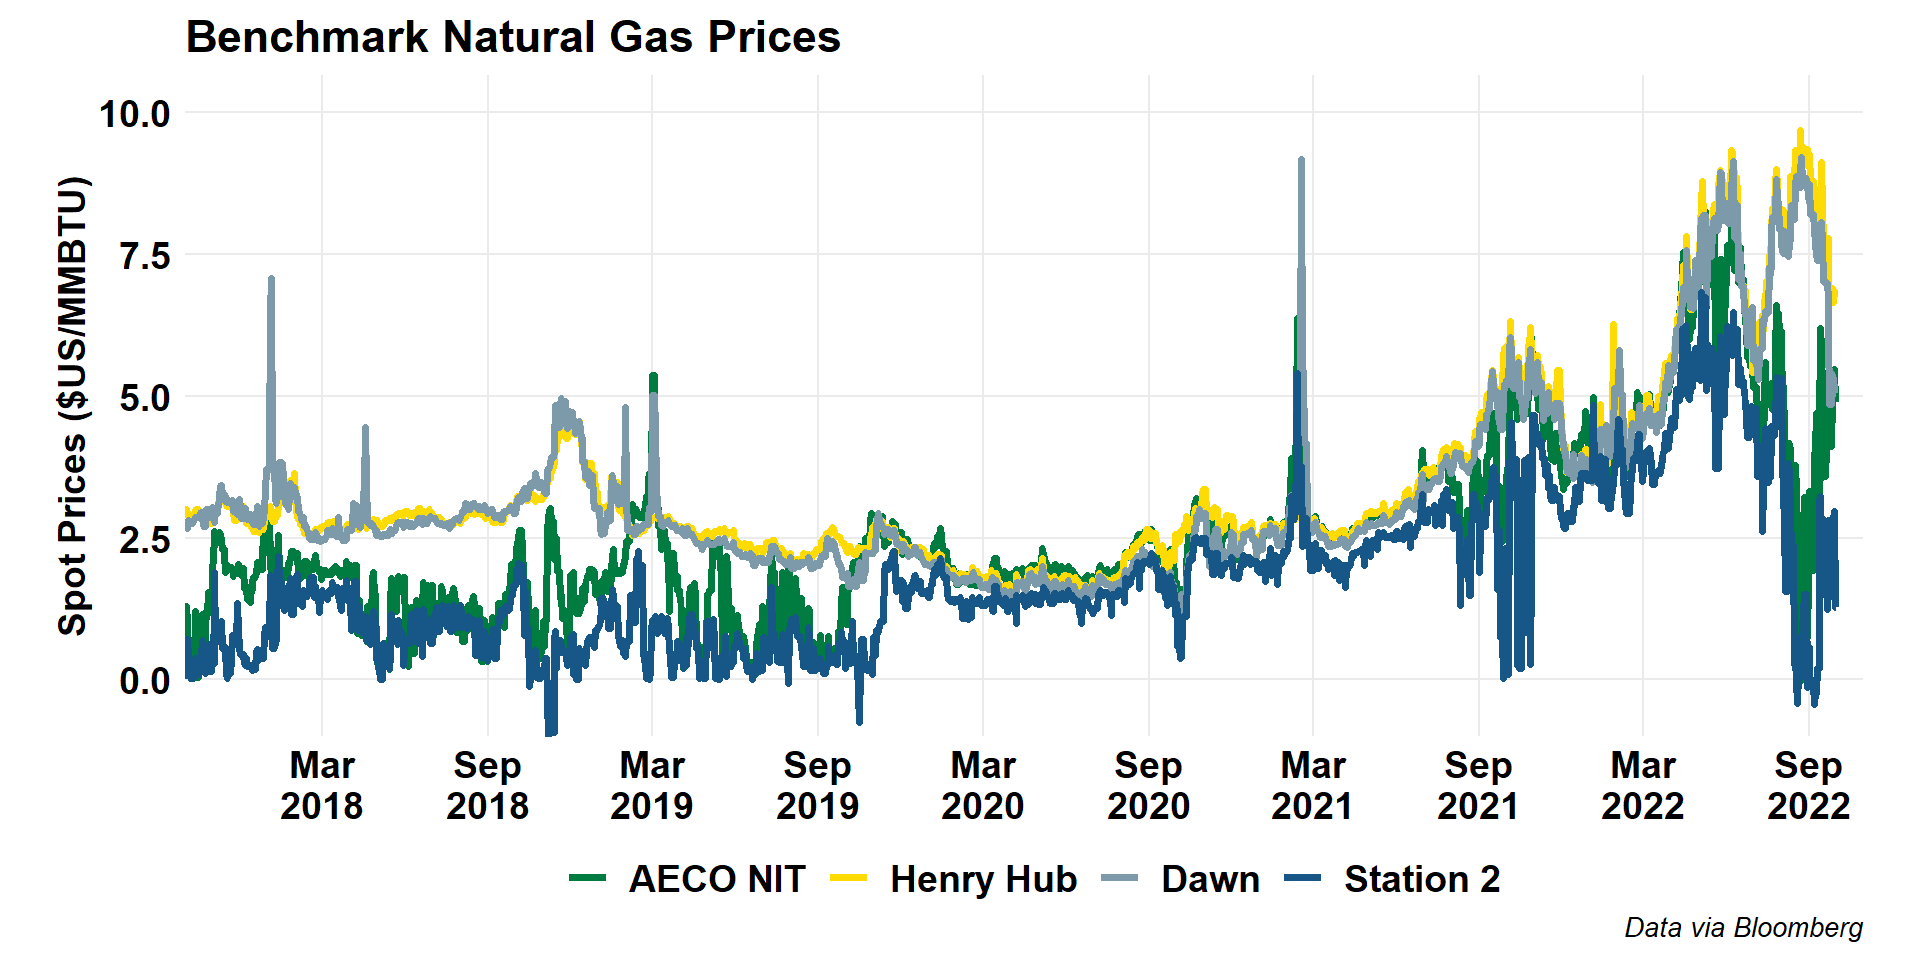 Benchmark Natural Gas Prices
Spot Prices ($US/MMBTU)
10.0
7.5
5.0
2.5
0.0
Mar Sep Mar Sep Mar Sep Mar Sep Mar Sep
2018 2018 2019 2019 2020 2020 2021 2021 2022 2022
AECO NIT Henry Hub Dawn Station 2
Data via Bloomberg